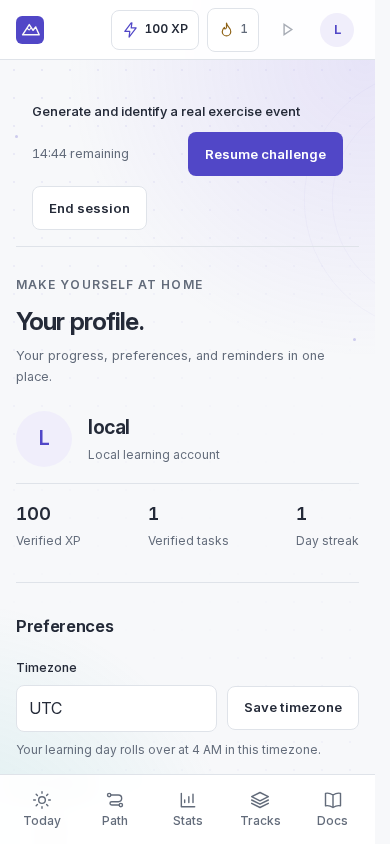 100 XP
1
L
Generate and identify a real exercise event
14:44 remaining
Resume challenge
End session
MAKE YOURSELF AT HOME
Your profile.
Your progress, preferences, and reminders in one
place.
L
local
Local learning account
100
1
1
Verified XP
Verified tasks
Day streak
Preferences
Timezone
UTC
Save timezone
Your learning day rolls over at 4 AM in this timezone.
Today
Path
Stats
Tracks
Docs